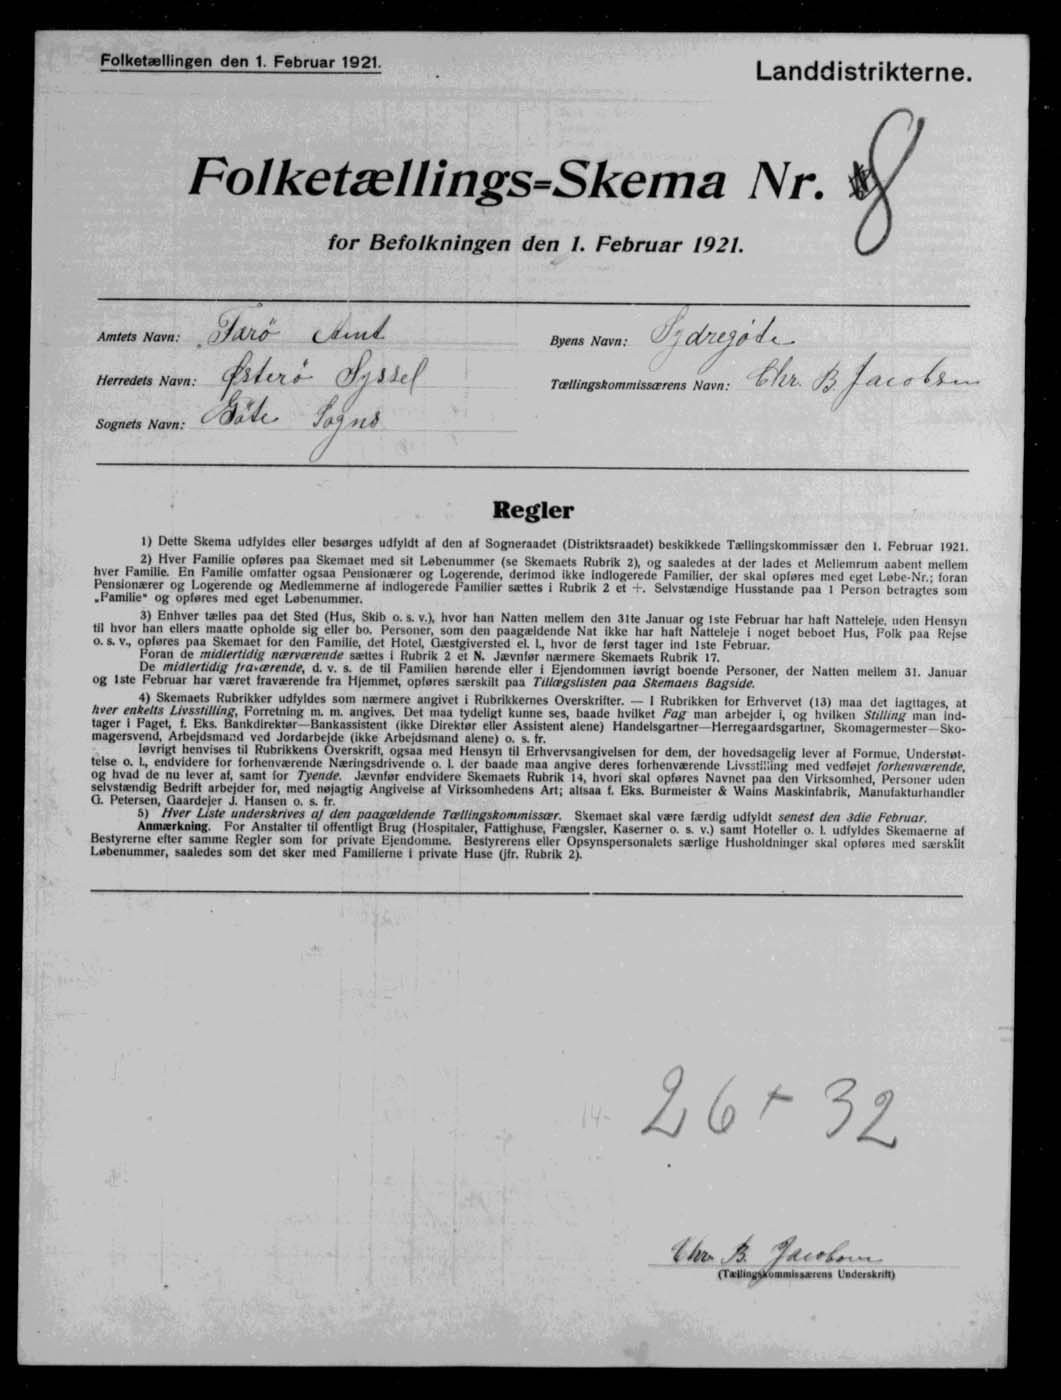 Folketællingen den 1. Februar 1921.
Landdistrikterne.
Folketællings=Skema Nr. 8
for Befolkningen den 1. Februar 1921.
Amtets Navn: Færö Amt
Byens Navn: Sydregöte
Herredets Navn: Østerö Syssel
Tællingskommissærens Navn: Chr. B. Jacobsen
Sognets Navn: Göte Sogns
Regler
1) Dette Skema udfyldes eller besørges udfyldt af den af Sogneraadet (Distriktsraadet) beskikkede Tællingskommissær den 1. Februar 1921.
2) Hver Familie opføres paa Skemaet med sit Løbenummer (se Skemaets Rubrik 2), og saaledes at der lades et Mellemrum aabent mellem
hver Familie. En Familie omfatter ogsaa Pensionærer og Logerende, derimod ikke indlogerede Familier, der skal opføres med eget Løbe-Nr.; foran
Pensionærer og Logerende og Medlemmerne af indlogerede Familier sættes i Rubrik 2 et +. Selvstændige Husstande paa 1 Person betragtes som
„Familie“ og opføres med eget Løbenummer.
3) Enhver tælles paa det Sted (Hus, Skib o. s. v.), hvor han Natten mellem den 31te Januar og 1ste Februar har haft Natteleje, uden Hensyn
til hvor han ellers maatte opholde sig eller bo. Personer, som den paagældende Nat ikke har haft Natteleje i noget beboet Hus, Folk paa Rejse
o. s. v., opføres paa Skemaet for den Familie, det Hotel, Gæstgiversted el. l., hvor de først tager ind 1ste Februar.
Foran de midlertidig nærværende sættes i Rubrik 2 et N. Jævnfør nærmere Skemaets Rubrik 17.
De midlertidig fraværende, d. v. s. de til Familien hørende eller i Ejendommen iøvrigt boende Personer, der Natten mellem 31. Januar
og 1ste Februar har været fraværende fra Hjemmet, opføres særskilt paa Tillægslisten paa Skemaets Bagside.
4) Skemaets Rubrikker udfyldes som nærmere angivet i Rubrikkernes Overskrifter. — I Rubrikken for Erhvervet (13) maa det iagttages, at
hver enkelts Livsstilling, Forretning m. m. angives. Det maa tydeligt kunne ses, baade hvilket Fag man arbejder i, og hvilken Stilling man ind-
tager i Faget, f. Eks. Bankdirektør—Bankassistent (ikke Direktør eller Assistent alene) Handelsgartner—Herregaardsgartner, Skomagermester—Sko-
magersvend, Arbejdsmand ved Jordarbejde (ikke Arbejdsmand alene) o. s. fr.
Iøvrigt henvises til Rubrikkens Overskrift, ogsaa med Hensyn til Erhvervsangivelsen for dem, der hovedsagelig lever af Formue, Understøt-
telse o. l., endvidere for forhenværende Næringsdrivende o. l. der baade maa angive deres forhenværende Livsstilling med vedføjet forhenværende,
og hvad de nu lever af, samt for Tyende. Jævnfør endvidere Skemaets Rubrik 14, hvori skal opføres Navnet paa den Virksomhed, Personer uden
selvstændig Bedrift arbejder for, med nøjagtig Angivelse af Virksomhedens Art; altsaa f. Eks. Burmeister & Wains Maskinfabrik, Manufakturhandler
G. Petersen, Gaardejer J. Hansen o. s. fr.
5) Hver Liste underskrives af den paagældende Tællingskommissær. Skemaet skal være færdig udfyldt senest den 3die Februar.
Anmærkning. For Anstalter til offentligt Brug (Hospitaler, Fattighuse, Fængsler, Kaserner o. s. v.) samt Hoteller o. l. udfyldes Skemaerne af
Bestyrerne efter samme Regler som for private Ejendomme. Bestyrerens eller Opsynspersonalets særlige Husholdninger skal opføres med særskilt
Løbenummer, saaledes som det sker med Familierne i private Huse (jfr. Rubrik 2).
14- 26 + 32
Chr. B. Jacobsen
(Tællingskommissærens Underskrift)